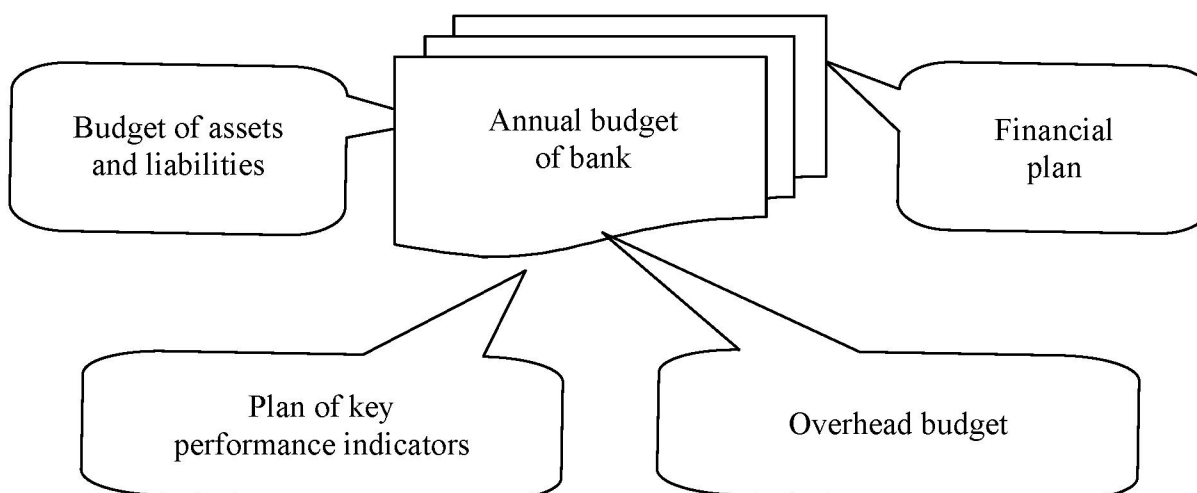 Budget of assets
and liabilities
Annual budget
of bank
Financial
plan
Plan of key
performance indicators
Overhead budget